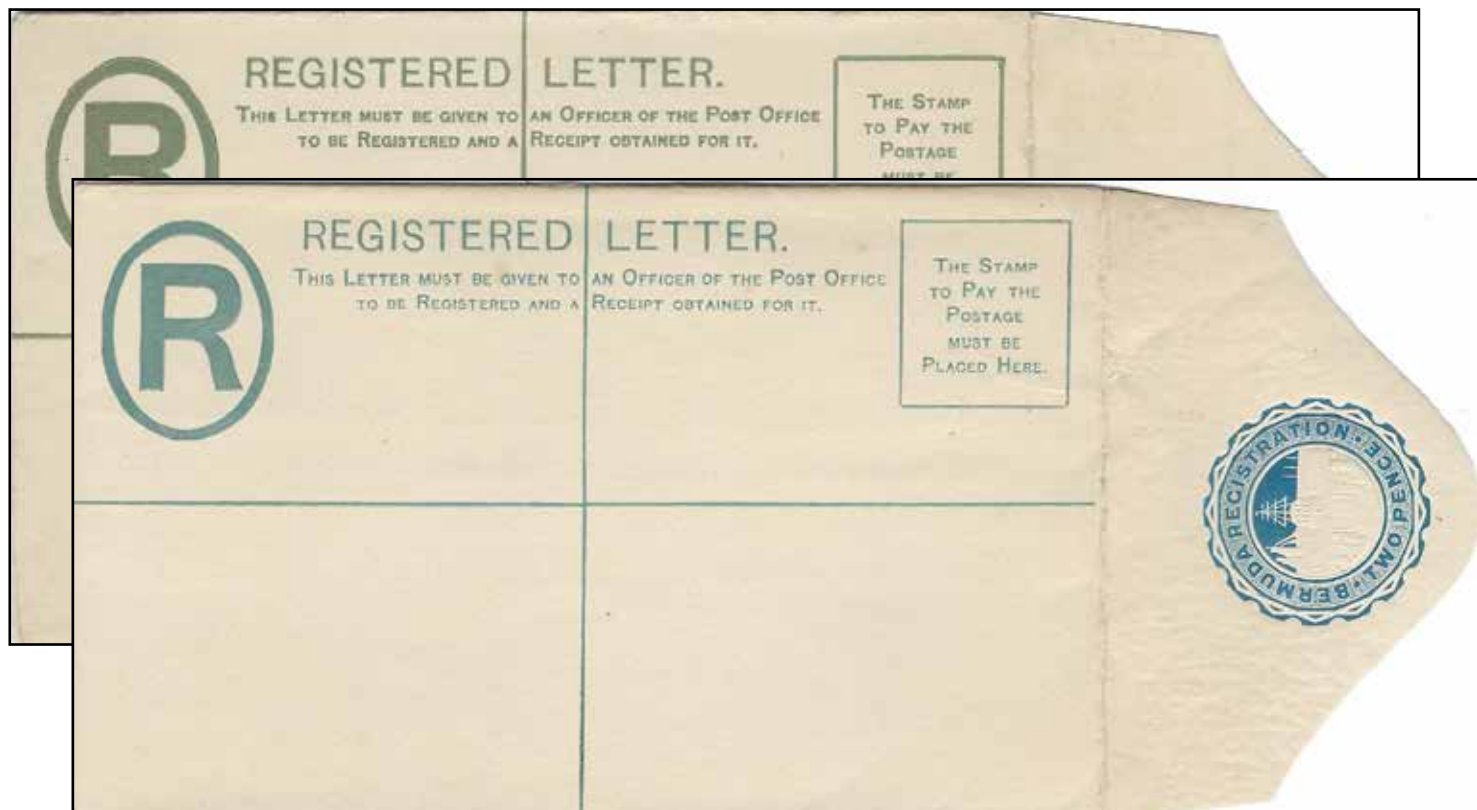 REGISTERED LETTER.
THIS LETTER MUST BE GIVEN TO AN OFFICER OF THE POST OFFICE
TO BE REGISTERED AND A RECEIPT OBTAINED FOR IT.
THE STAMP
TO PAY THE
POSTAGE
MUST BE
R
REGISTERED LETTER.
THIS LETTER MUST BE GIVEN TO AN OFFICER OF THE POST OFFICE
TO BE REGISTERED AND A RECEIPT OBTAINED FOR IT.
THE STAMP
TO PAY THE
POSTAGE
MUST BE
PLACED HERE.
BERMUDA REGISTRATION · TWO PENCE ·